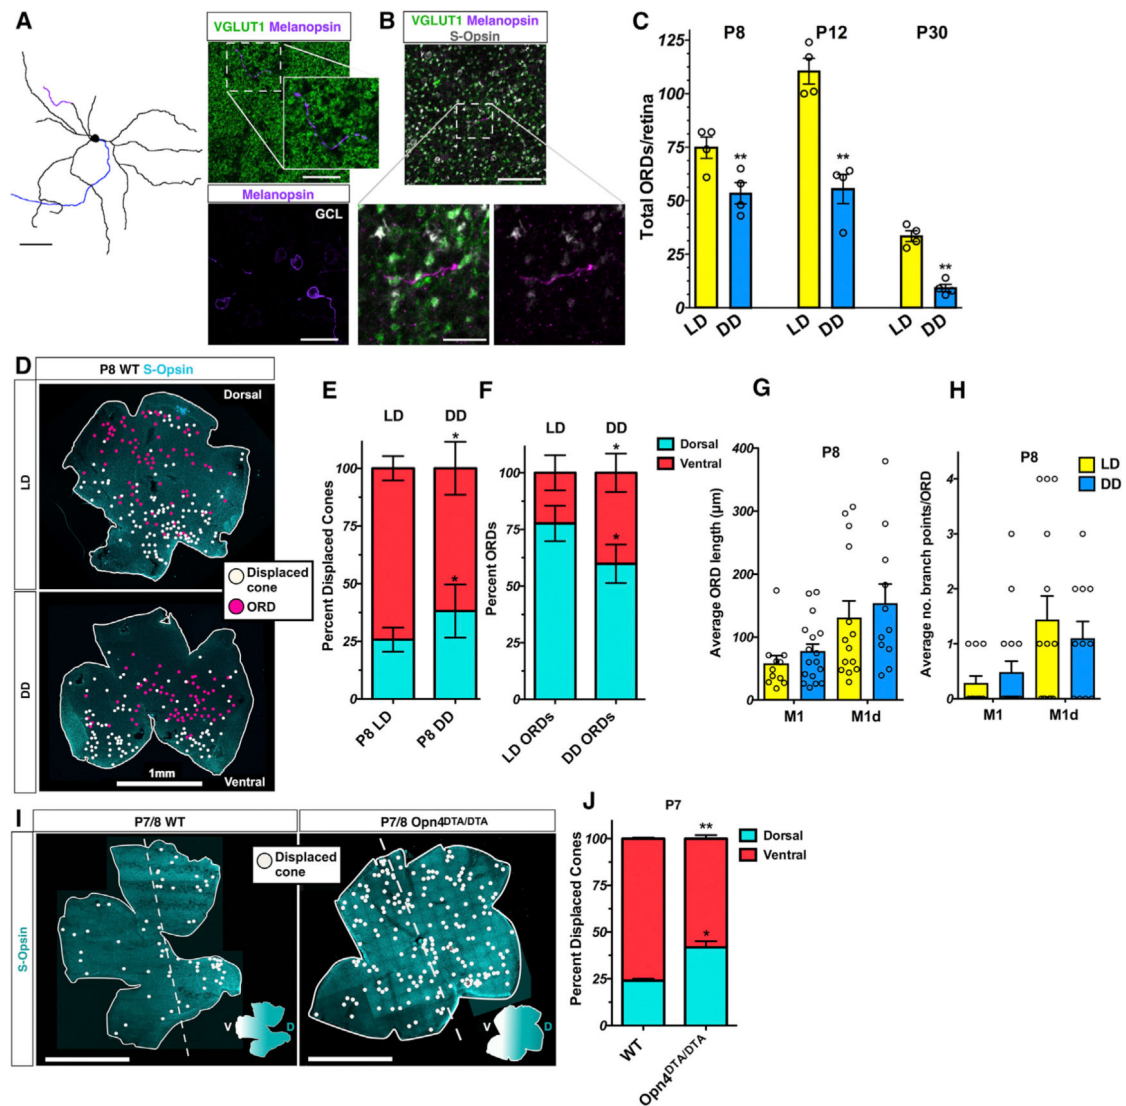 A
VGLUT1 Melanopsin
Melanopsin
GCL
B
VGLUT1 Melanopsin
S-Opsin
C
P8
P12
P30
Total ORDs/retina
125
100
75
50
25
0
**
**
**
LD
DD
LD
DD
LD
DD
D
P8 WT S-Opsin
LD
Dorsal
Displaced
cone
ORD
DD
1mm
Ventral
E
LD
DD
Percent Displaced Cones
100
75
50
25
0
*
*
P8 LD
P8 DD
F
LD
DD
Percent ORDs
100
75
50
25
0
*
*
LD ORDs
DD ORDs
Dorsal
Ventral
G
P8
Average ORD length (µm)
400
300
200
100
0
M1
M1d
H
P8
LD
DD
Average no. branch points/ORD
4
3
2
1
0
M1
M1d
I
S-Opsin
P7/8 WT
P7/8 Opn4DTA/DTA
Displaced
cone
V
D
V
D
J
P7
Percent Displaced Cones
100
75
50
25
0
**
*
Dorsal
Ventral
WT
Opn4DTA/DTA